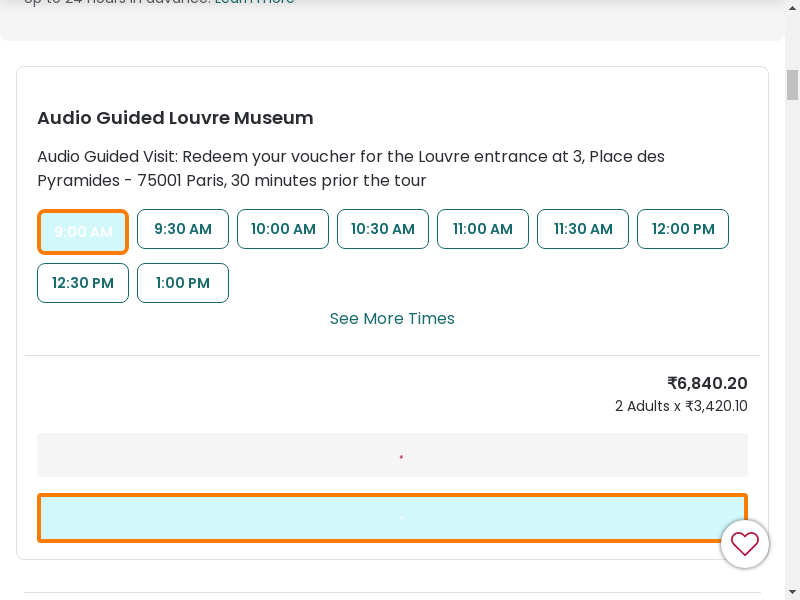 up to 24 hours in advance. Learn more
Audio Guided Louvre Museum
Audio Guided Visit: Redeem your voucher for the Louvre entrance at 3, Place des
Pyramides - 75001 Paris, 30 minutes prior the tour
9:00 AM 9:30 AM 10:00 AM 10:30 AM 11:00 AM 11:30 AM 12:00 PM
12:30 PM 1:00 PM
See More Times
₹6,840.20
2 Adults x ₹3,420.10